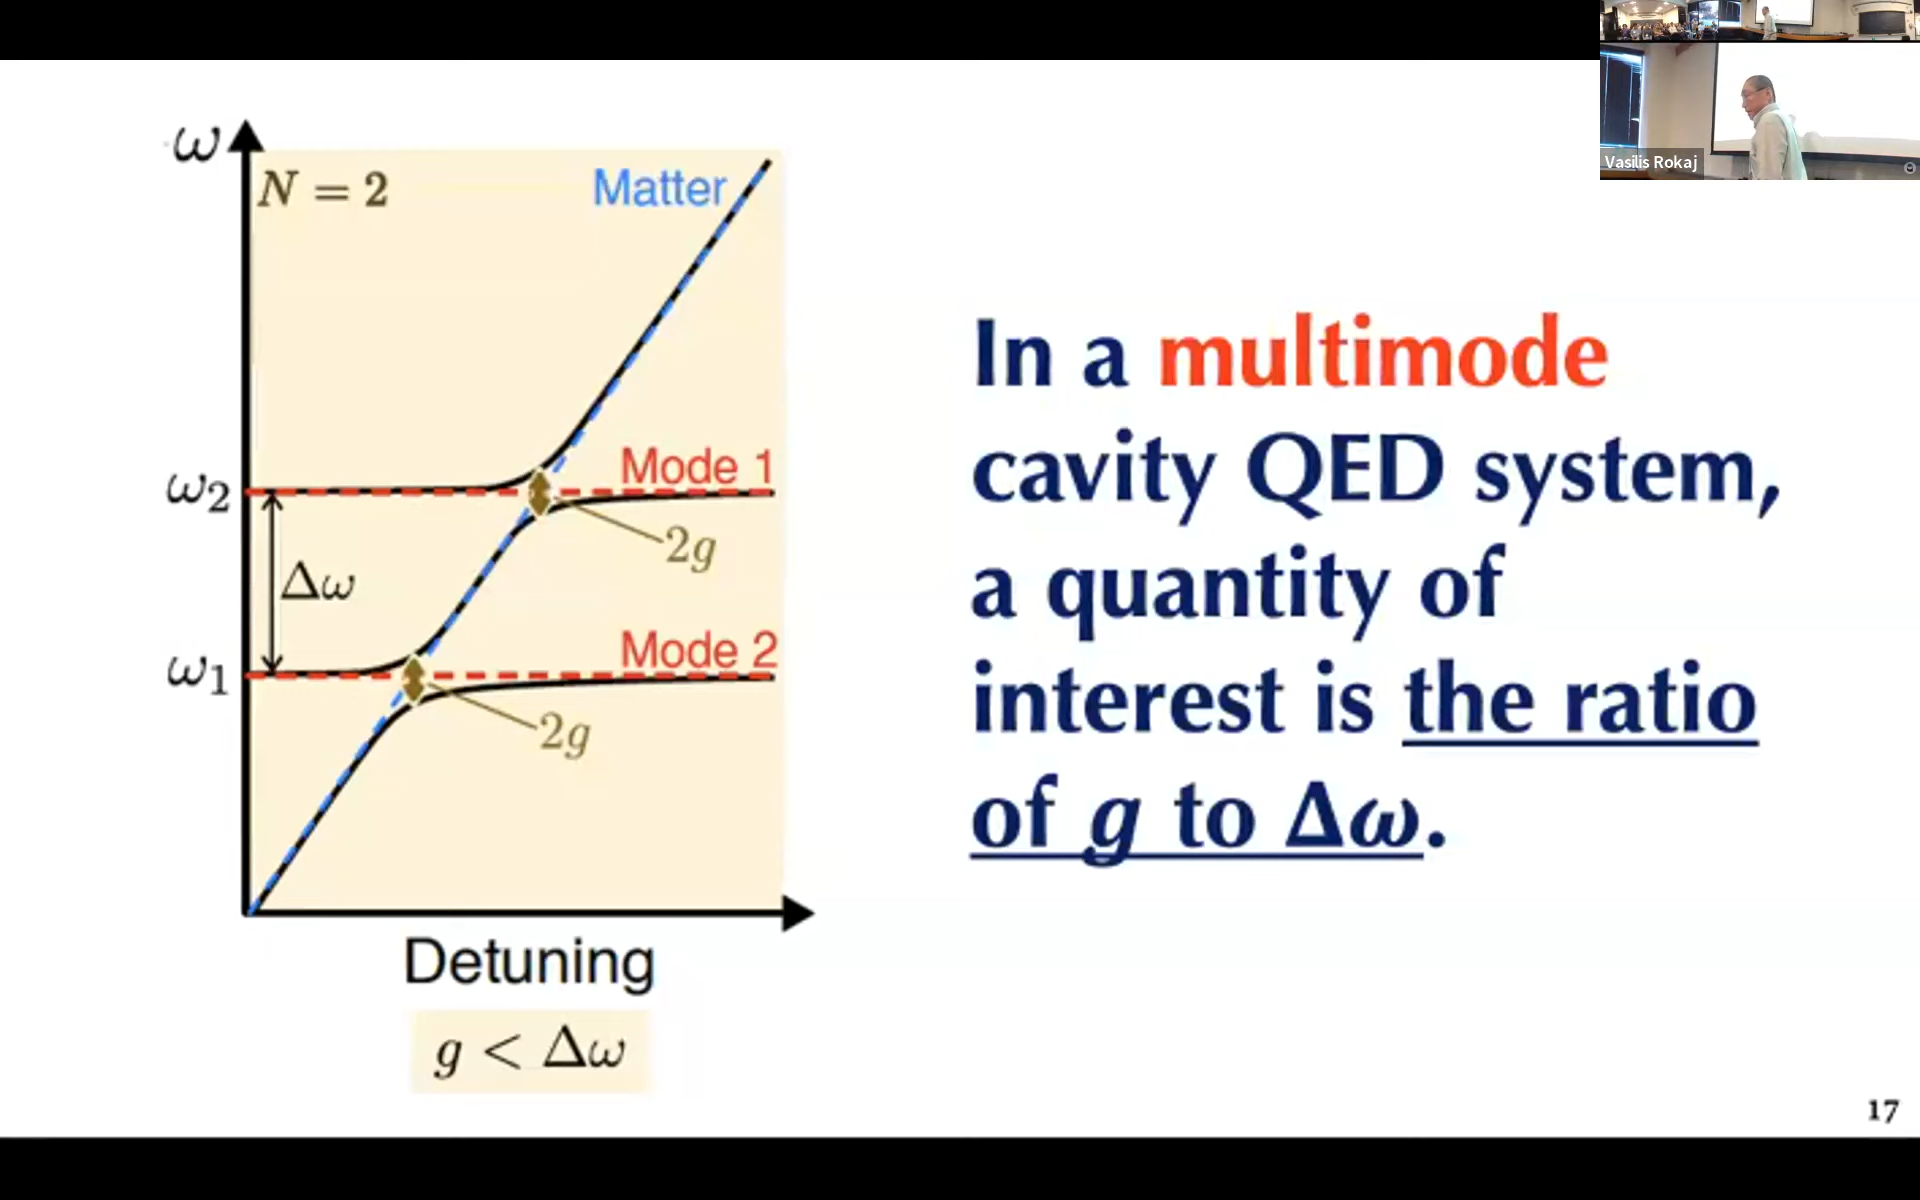 Vasilis Rokaj
ω
N = 2
Matter
Mode 1
ω2
2g
Δω
Mode 2
ω1
2g
Detuning
g < Δω
In a multimode
cavity QED system,
a quantity of
interest is the ratio
of g to Δω.
17